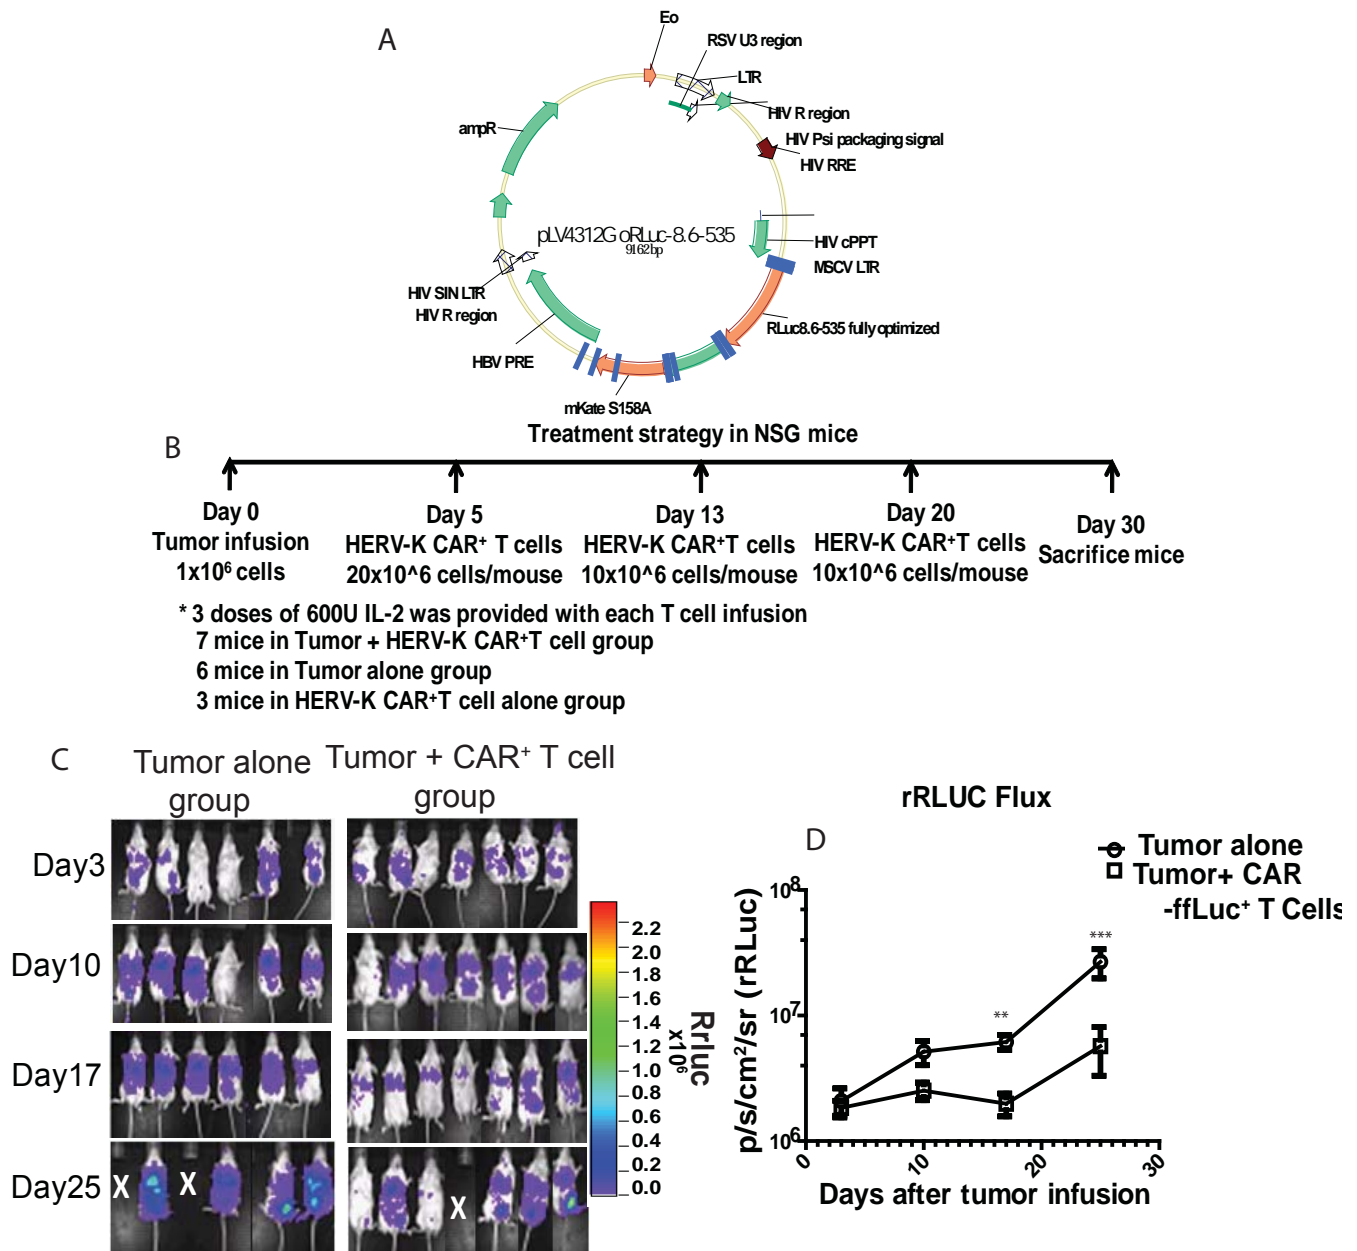 A
Eo
RSV U3 region
LTR
HIV R region
ampR
HIV Psi packaging signal
HIV RRE
pLV4312G oRLuc-8.6-535
9162bp
HIV cPPT
MSCV LTR
HIV SIN LTR
HIV R region
RLuc8.6-535 fully optimized
HBV PRE
mKate S158A
Treatment strategy in NSG mice
B
Day 0
Tumor infusion
1x10⁶ cells
Day 5
HERV-K CAR⁺ T cells
20x10^6 cells/mouse
Day 13
HERV-K CAR⁺T cells
10x10^6 cells/mouse
Day 20
HERV-K CAR⁺T cells
10x10^6 cells/mouse
Day 30
Sacrifice mice
* 3 doses of 600U IL-2 was provided with each T cell infusion
7 mice in Tumor + HERV-K CAR⁺T cell group
6 mice in Tumor alone group
3 mice in HERV-K CAR⁺T cell alone group
C
Tumor alone
group
Tumor + CAR⁺ T cell
group
Day3
Day10
Day17
Day25
X
X
X
2.2
2.0
1.8
1.6
1.4
1.2
1.0
0.8
0.6
0.4
0.2
0.0
Rrluc
x10⁶
rRLUC Flux
D
Tumor alone
Tumor+ CAR
-ffLuc⁺ T Cells
p/s/cm²/sr (rRLuc)
10⁸
10⁷
10⁶
**
***
0
10
20
30
Days after tumor infusion